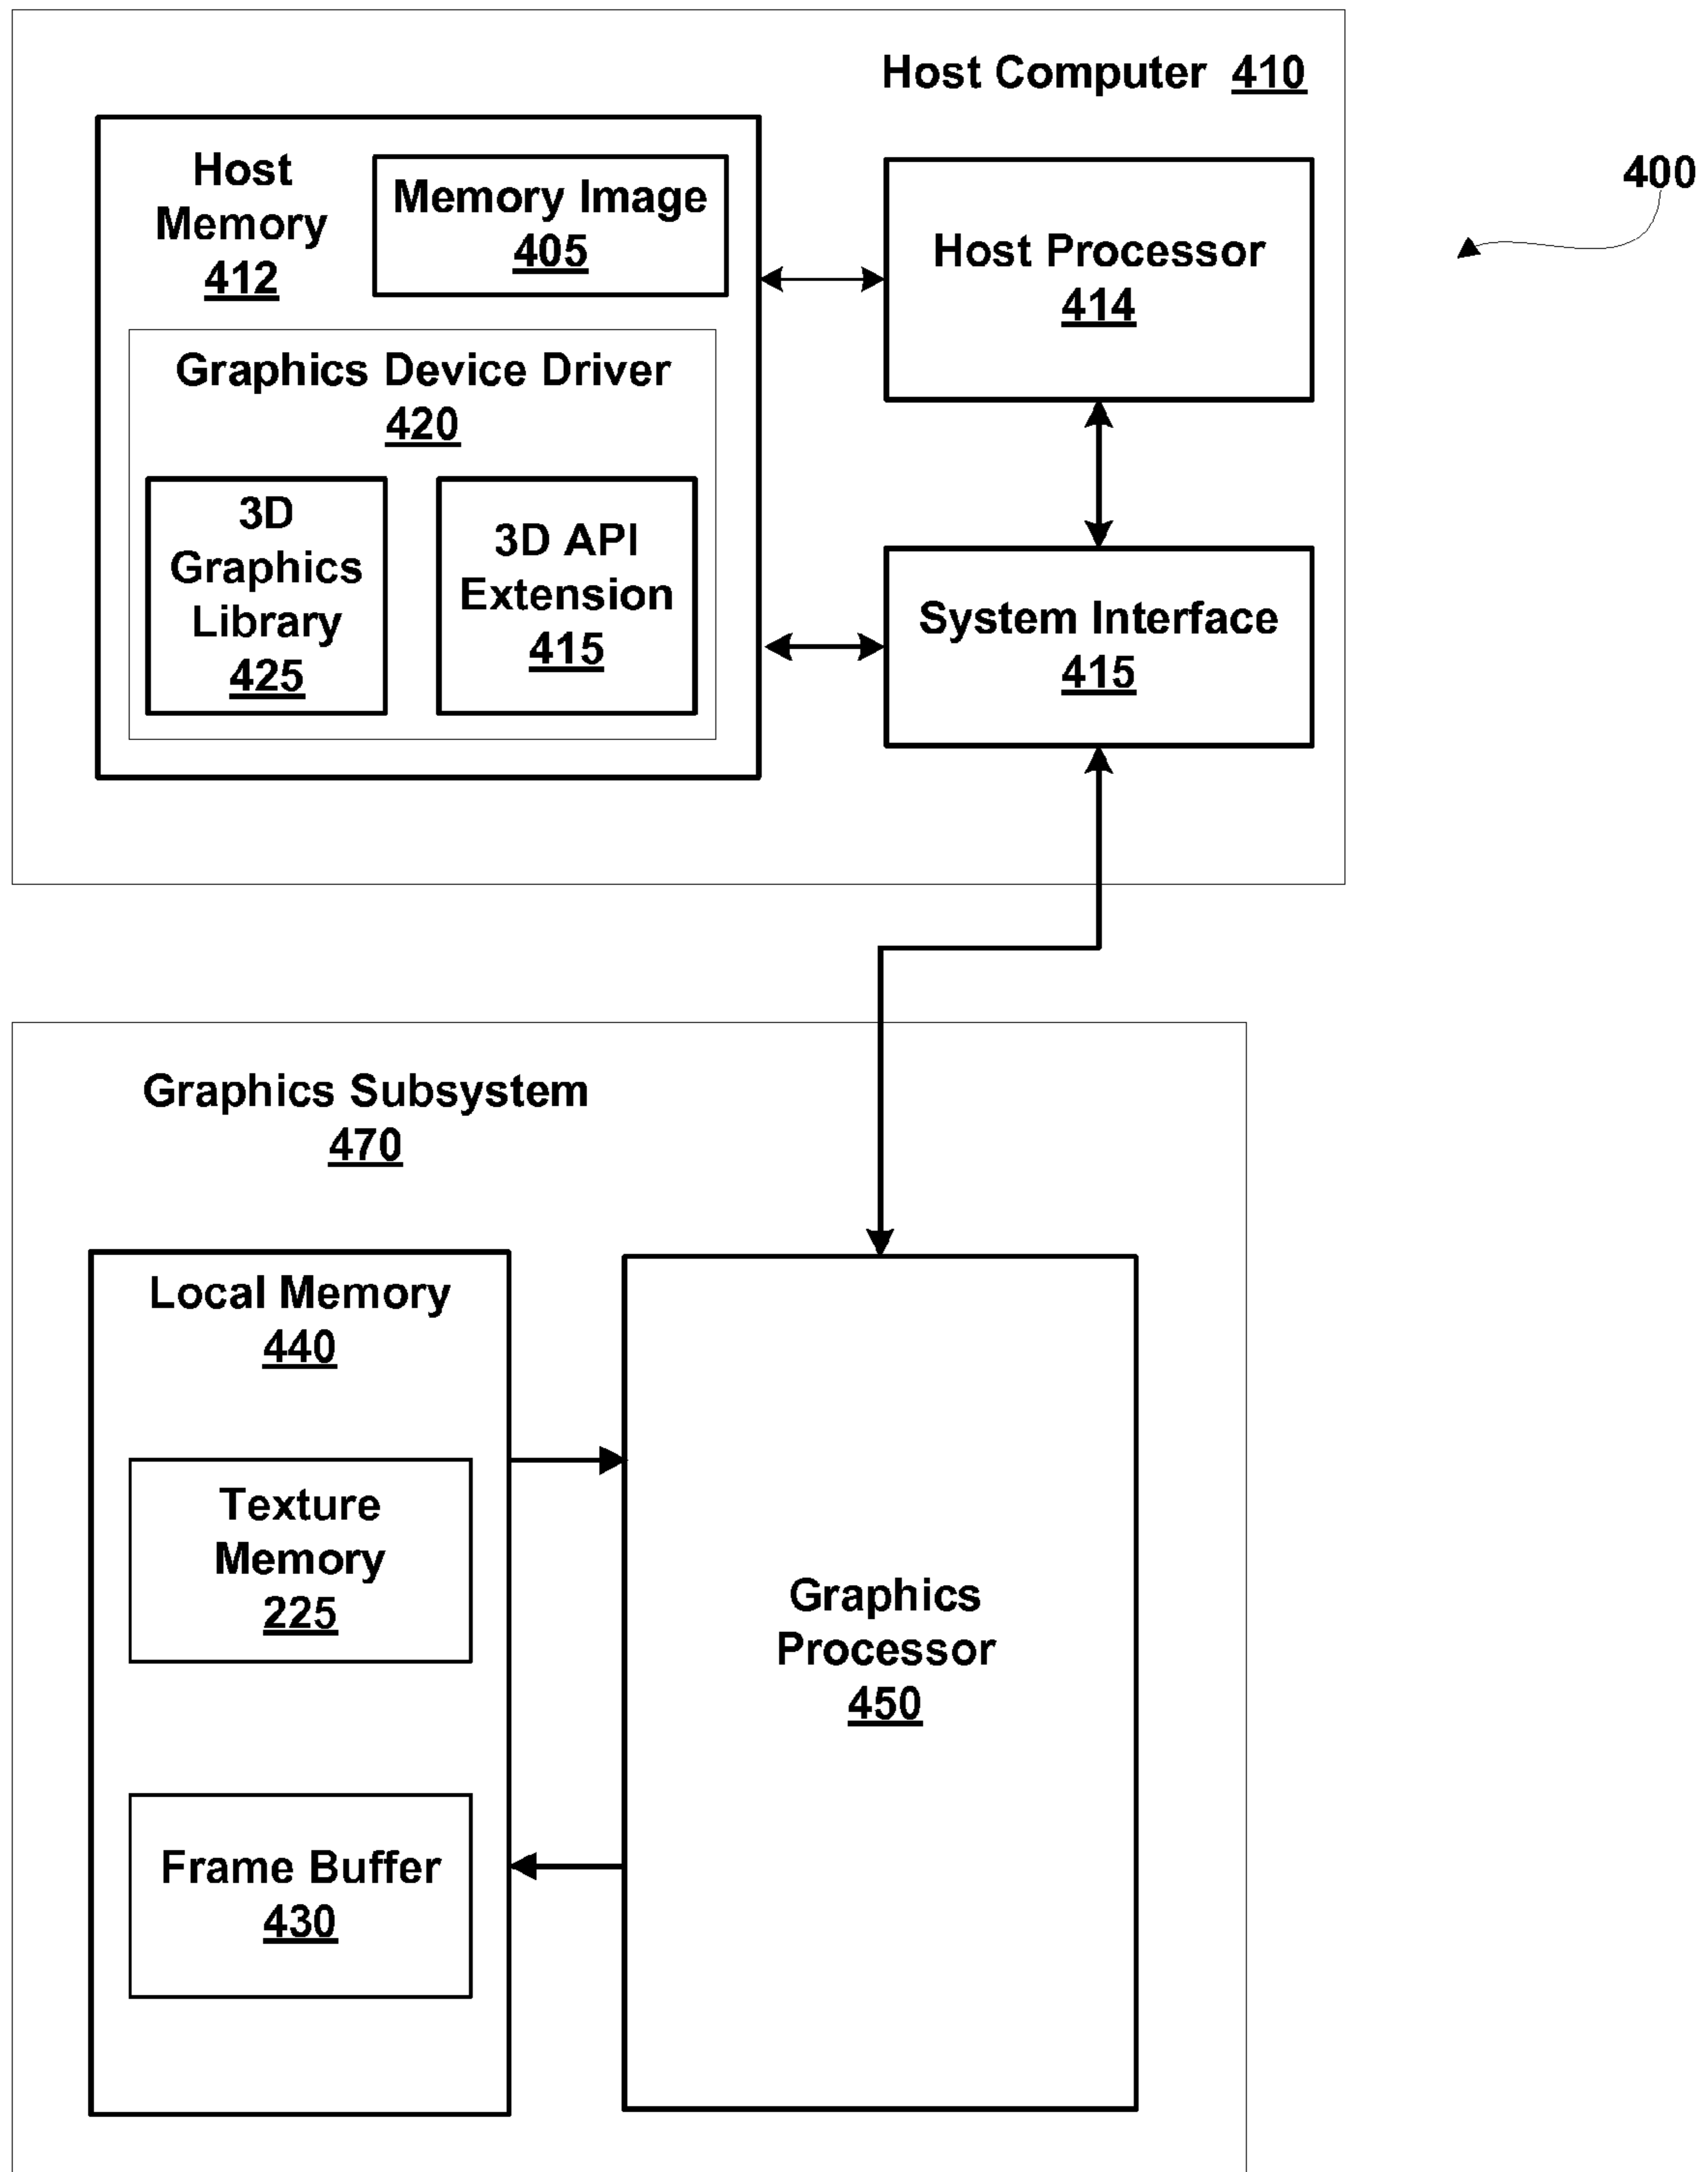 Host Computer 410
400
Host
Memory
412
Memory Image
405
Host Processor
414
Graphics Device Driver
420
3D
Graphics
Library
425
3D API
Extension
415
System Interface
415
Graphics Subsystem
470
Local Memory
440
Texture
Memory
225
Frame Buffer
430
Graphics
Processor
450